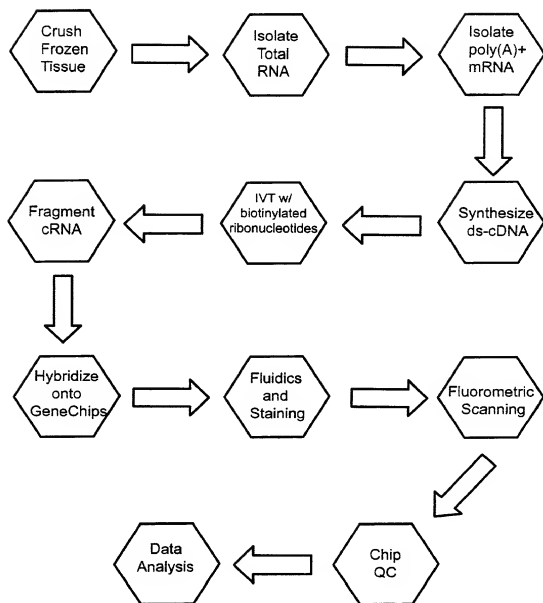 Crush
Frozen
Tissue
Isolate
Total
RNA
Isolate
poly(A)+
mRNA
Synthesize
ds-cDNA
IVT w/
biotinylated
ribonucleotides
Fragment
cRNA
Hybridize
onto
GeneChips
Fluidics
and
Staining
Fluorometric
Scanning
Chip
QC
Data
Analysis